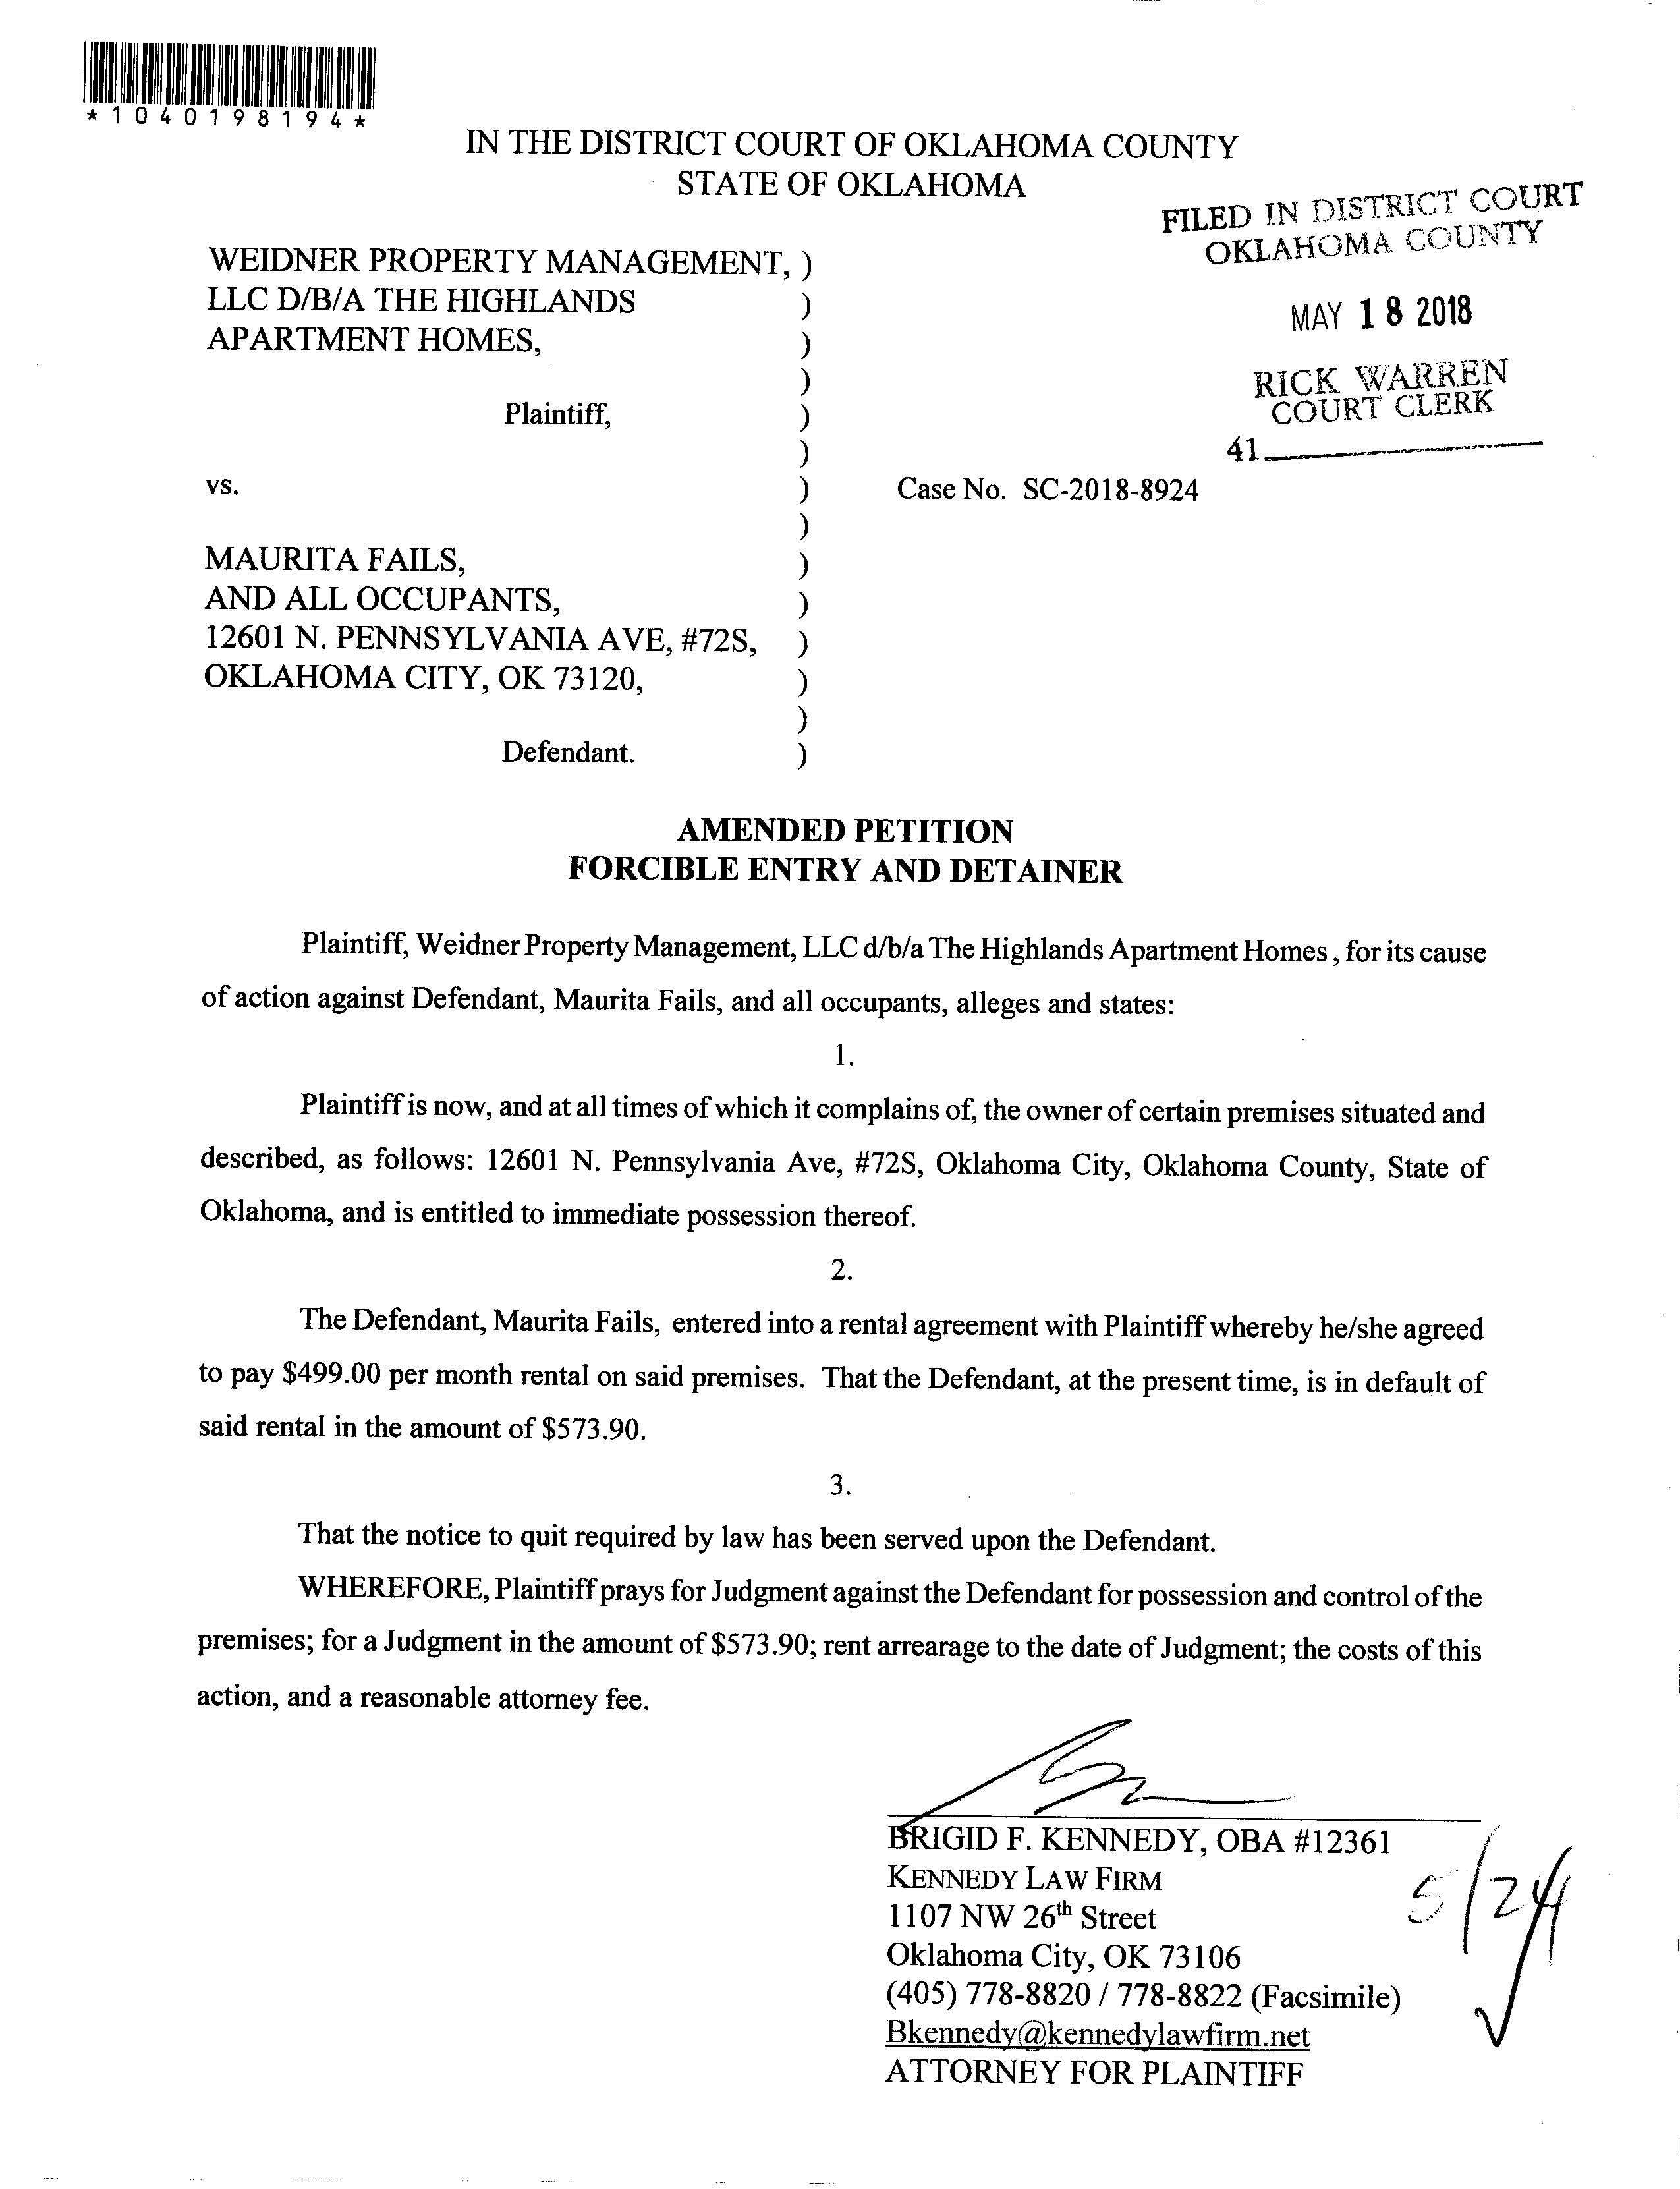 *1040198194*
IN THE DISTRICT COURT OF OKLAHOMA COUNTY
STATE OF OKLAHOMA
FILED IN DISTRICT COURT
OKLAHOMA COUNTY
MAY 18 2018
RICK WARREN
COURT CLERK
41
WEIDNER PROPERTY MANAGEMENT, )
LLC D/B/A THE HIGHLANDS )
APARTMENT HOMES, )
)
Plaintiff, )
)
vs. ) Case No. SC-2018-8924
)
MAURITA FAILS, )
AND ALL OCCUPANTS, )
12601 N. PENNSYLVANIA AVE, #72S, )
OKLAHOMA CITY, OK 73120, )
)
Defendant. )
AMENDED PETITION
FORCIBLE ENTRY AND DETAINER
Plaintiff, Weidner Property Management, LLC d/b/a The Highlands Apartment Homes , for its cause
of action against Defendant, Maurita Fails, and all occupants, alleges and states:
1.
Plaintiff is now, and at all times of which it complains of, the owner of certain premises situated and
described, as follows: 12601 N. Pennsylvania Ave, #72S, Oklahoma City, Oklahoma County, State of
Oklahoma, and is entitled to immediate possession thereof.
2.
The Defendant, Maurita Fails, entered into a rental agreement with Plaintiff whereby he/she agreed
to pay $499.00 per month rental on said premises. That the Defendant, at the present time, is in default of
said rental in the amount of $573.90.
3.
That the notice to quit required by law has been served upon the Defendant.
WHEREFORE, Plaintiff prays for Judgment against the Defendant for possession and control of the
premises; for a Judgment in the amount of $573.90; rent arrearage to the date of Judgment; the costs of this
action, and a reasonable attorney fee.
BRIGID F. KENNEDY, OBA #12361
KENNEDY LAW FIRM
1107 NW 26th Street
Oklahoma City, OK 73106
(405) 778-8820 / 778-8822 (Facsimile)
Bkennedy@kennedylawfirm.net
ATTORNEY FOR PLAINTIFF
5/24